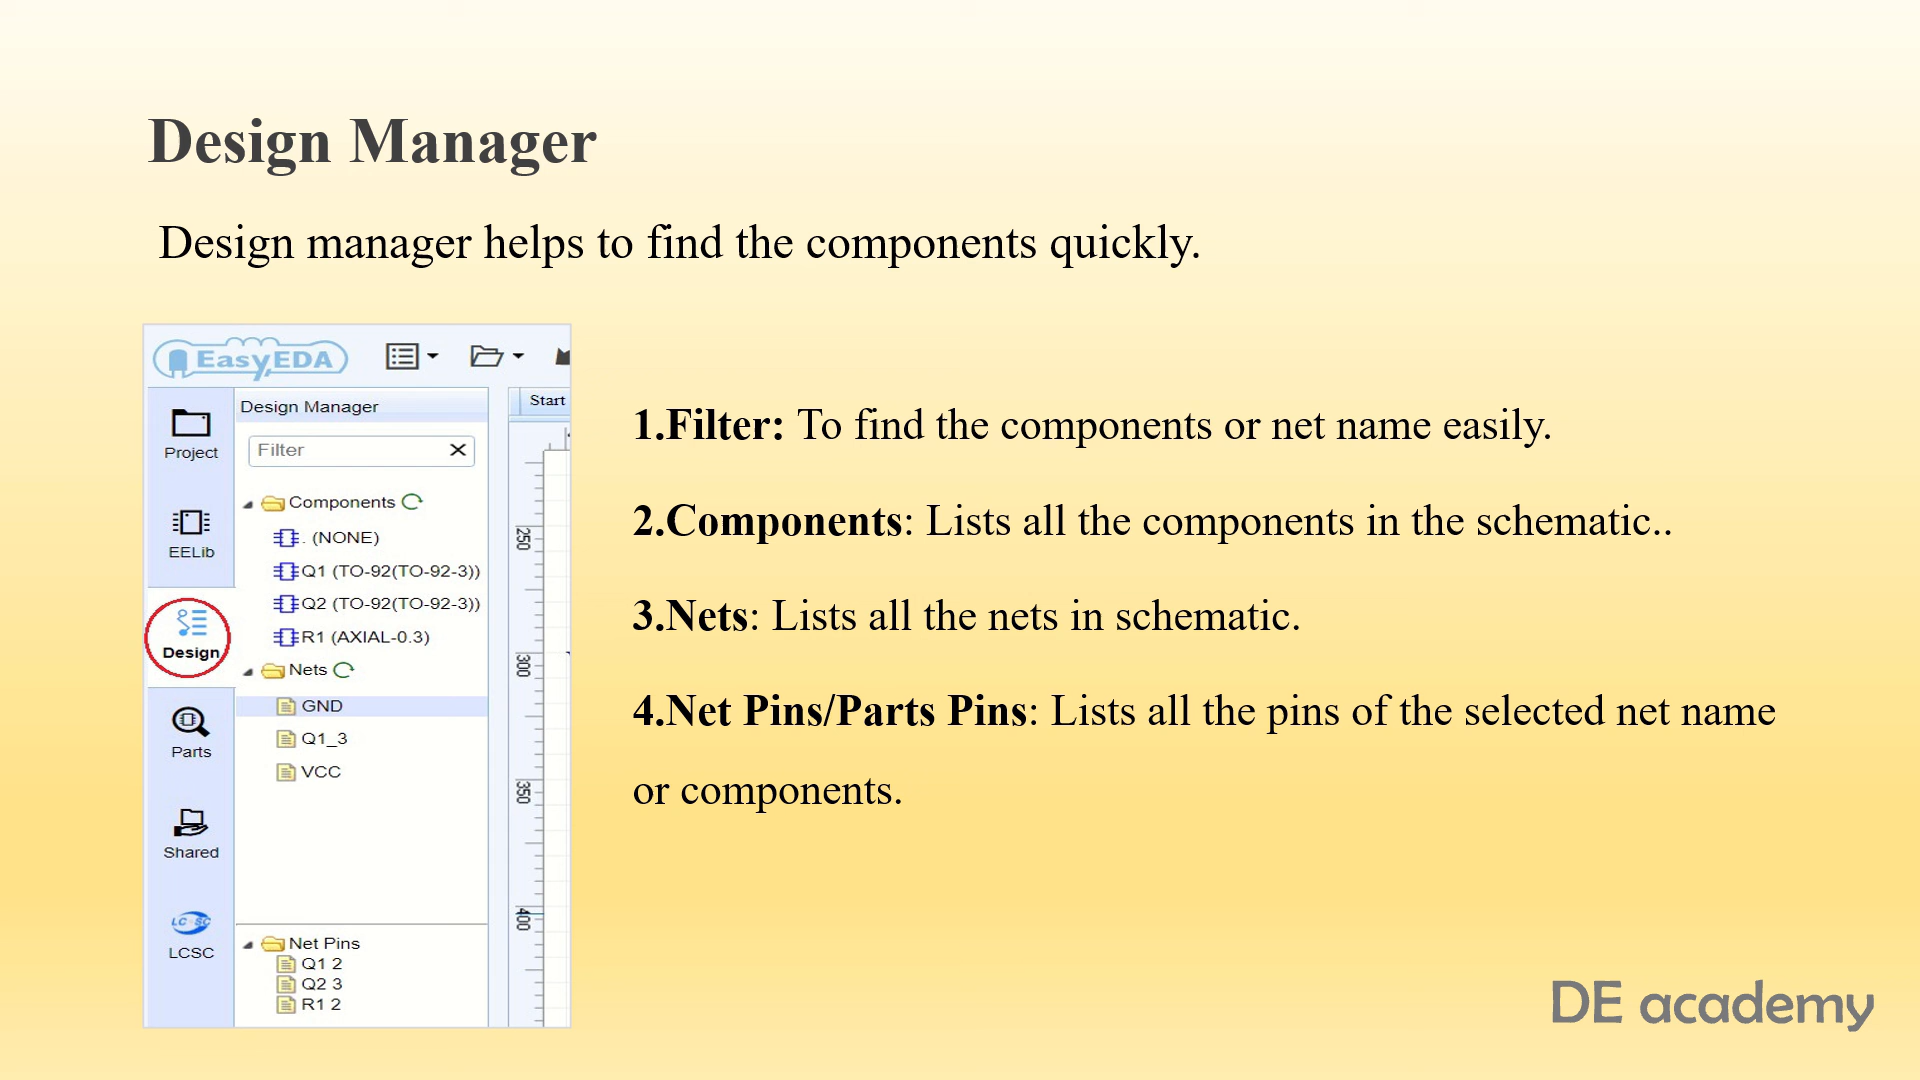 Design Manager
Design manager helps to find the components quickly.
EasyEDA
Design Manager
Start
Filter
Project
Components
. (NONE)
EELib
Q1 (TO-92(TO-92-3))
Q2 (TO-92(TO-92-3))
R1 (AXIAL-0.3)
Design
Nets
GND
Q1_3
Parts
VCC
Shared
LCSC
LCSC
Net Pins
Q1 2
Q2 3
R1 2
250
300
350
400
1.Filter: To find the components or net name easily.
2.Components: Lists all the components in the schematic..
3.Nets: Lists all the nets in schematic.
4.Net Pins/Parts Pins: Lists all the pins of the selected net name
or components.
DE academy